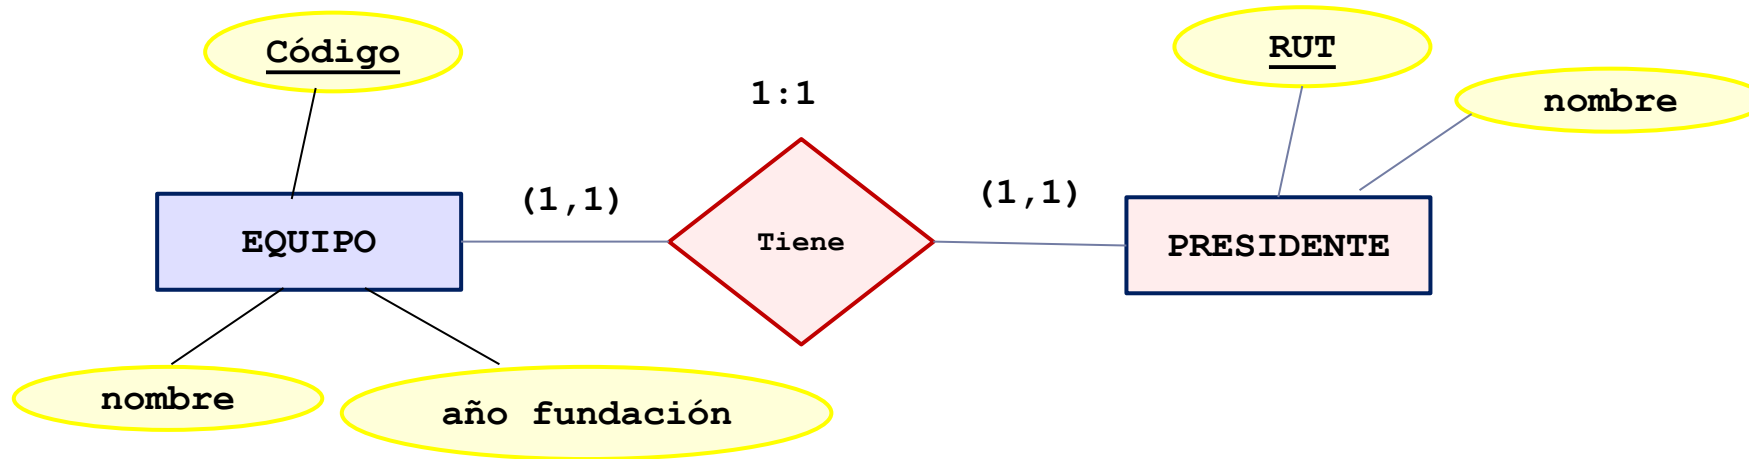 Código
RUT
1:1
nombre
(1,1)
(1,1)
EQUIPO
Tiene
PRESIDENTE
nombre
año fundación